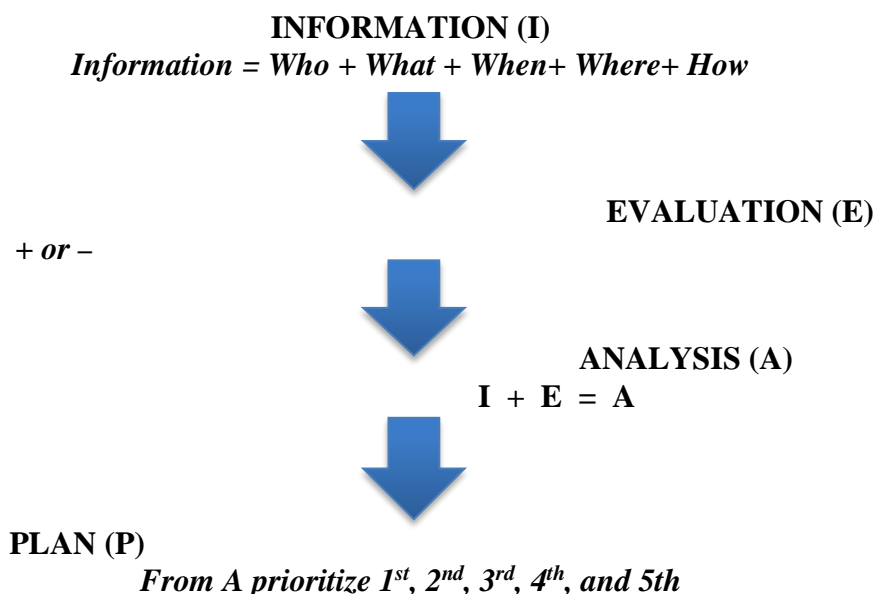 INFORMATION (I)
Information = Who + What + When+ Where+ How
EVALUATION (E)
+ or –
ANALYSIS (A)
I + E = A
PLAN (P)
From A prioritize 1st, 2nd, 3rd, 4th, and 5th